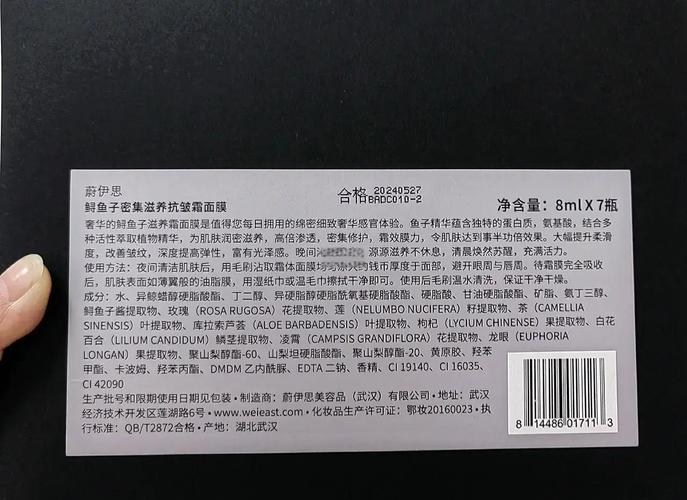 蔚伊思
合格 20240527
BADC010-2
鲟鱼子密集滋养抗皱霜面膜
净含量:8ml X 7瓶
奢华的鲟鱼子滋养霜面膜是值得您每日拥用的绵密细致奢华感官体验。鱼子精华蕴含独特的蛋白质,氨基酸,结合多
种活性萃取植物精华,为肌肤润密滋养,高倍渗透,密集修护,霜效膜力,令肌肤达到事半功倍效果。大幅提升柔滑
度,改善皱纹,深度提高弹性,富有光泽感。晚间沁 源源滋养不休息,清晨焕然苏醒,充满活力。
使用方法:夜间清洁肌肤后,用毛刷沾取霜体面膜均匀 钱币厚度于面部,避开眼周与唇周。待霜膜完全吸收
后,肌肤表面如薄翼般的油脂膜,用湿纸巾或温毛巾擦拭干净即可。使用后毛刷温水清洗,保证干净干燥。
成分:水、异鲸蜡醇硬脂酸酯、丁二醇、异硬脂醇硬脂酰氧基硬脂酸酯、硬脂酸、甘油硬脂酸酯、矿脂、氨丁三醇、
鲟鱼子酱提取物、玫瑰(ROSA RUGOSA)花提取物、莲(NELUMBO NUCIFERA)籽提取物、茶(CAMELLIA
SINENSIS)叶提取物、库拉索芦荟(ALOE BARBADENSIS)叶提取物、枸杞(LYCIUM CHINENSE)果提取物、白花
百合(LILIUM CANDIDUM)鳞茎提取物、凌霄(CAMPSIS GRANDIFLORA)花提取物、龙眼(EUPHORIA
LONGAN)果提取物、聚山梨醇酯-60、山梨坦硬脂酸酯、聚山梨醇酯-20、黄原胶、羟苯
甲酯、卡波姆、羟苯丙酯、DMDM 乙内酰脲、EDTA 二钠、香精、CI 19140、CI 16035、
CI 42090
生产批号和限期使用日期见包装・制造商:蔚伊思美容品(武汉)有限公司・地址:武汉
经济技术开发区莲湖路6号・www.weieast.com・化妆品生产许可证:鄂妆20160023・执
行标准:QB/T2872合格・产地:湖北武汉
8 14486 01711 3